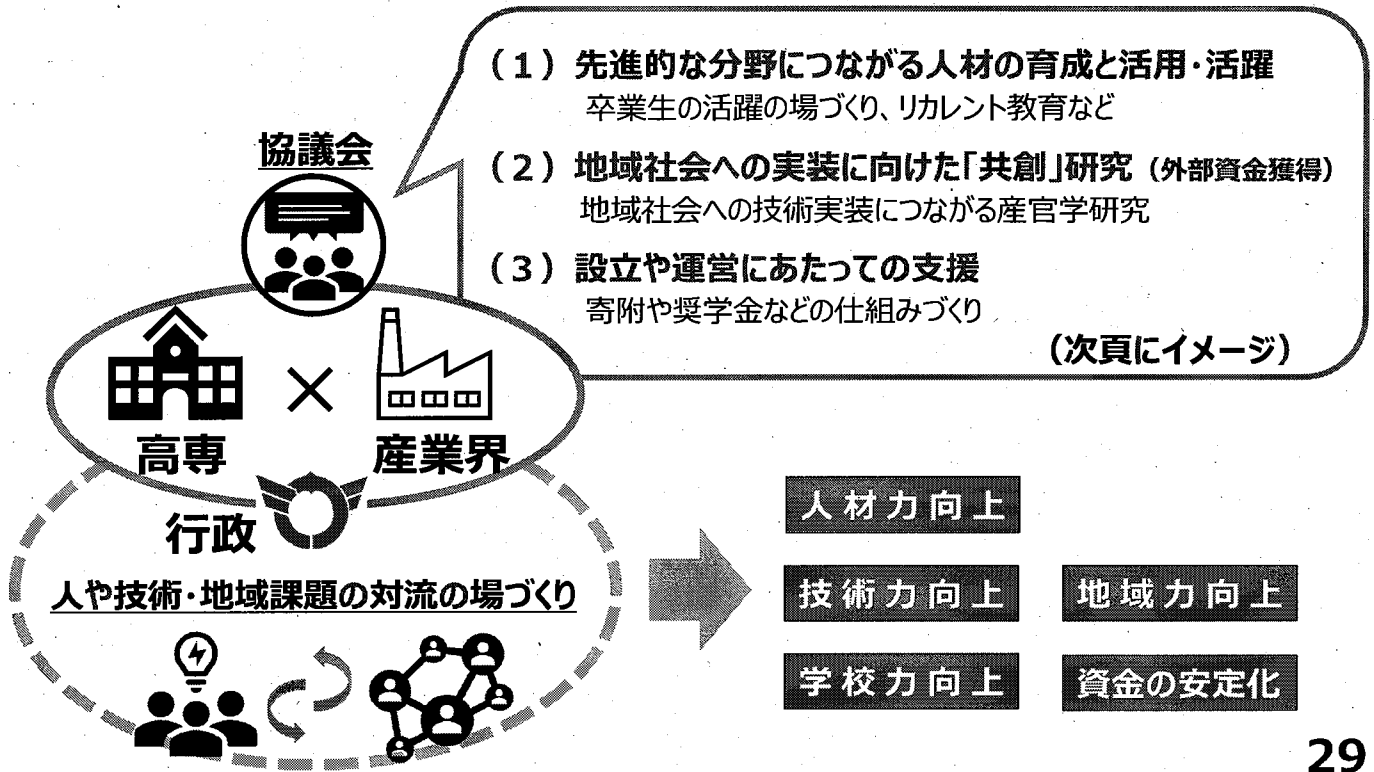 （１）先進的な分野につながる人材の育成と活用・活躍
卒業生の活躍の場づくり、リカレント教育など
（２）地域社会への実装に向けた「共創」研究（外部資金獲得）
地域社会への技術実装につながる産官学研究
（３）設立や運営にあたっての支援
寄附や奨学金などの仕組みづくり
（次頁にイメージ）
協議会
高専
×
産業界
行政
人や技術・地域課題の対流の場づくり
人材力向上
技術力向上
地域力向上
学校力向上
資金の安定化
29